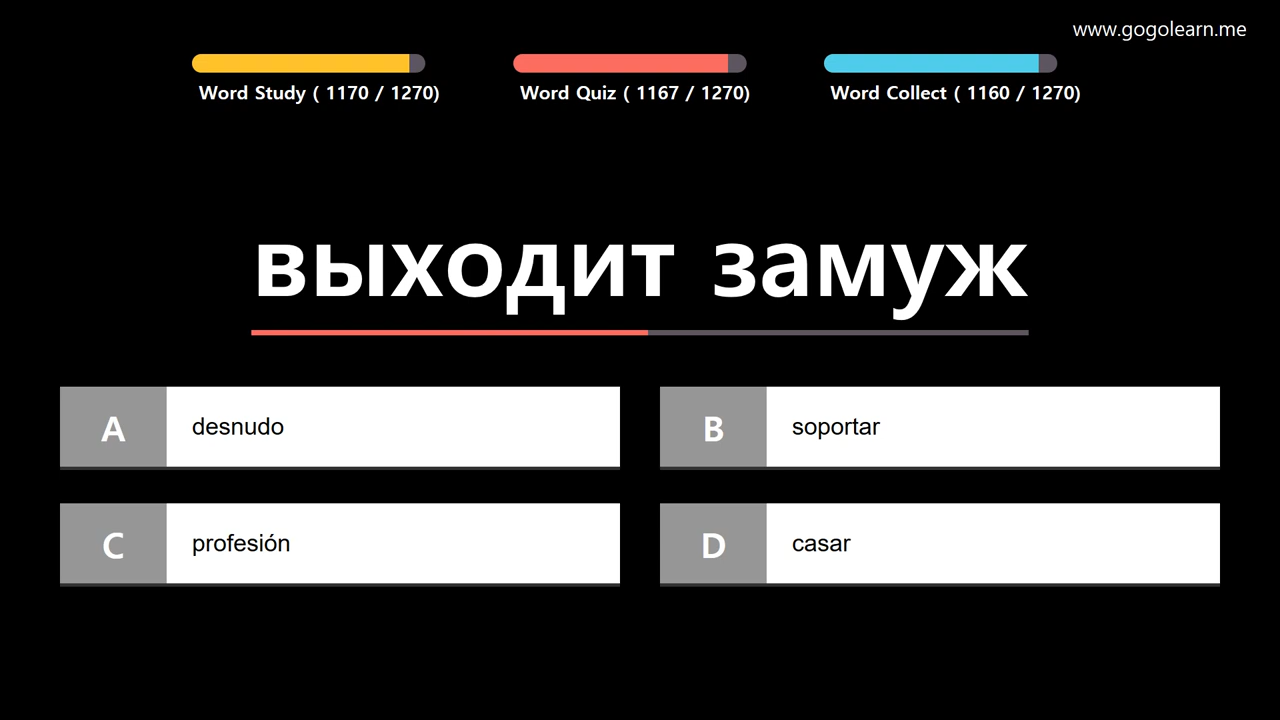 www.gogolearn.me
Word Study ( 1170 / 1270)
Word Quiz ( 1167 / 1270)
Word Collect ( 1160 / 1270)
выходит замуж
A desnudo
B soportar
C profesión
D casar